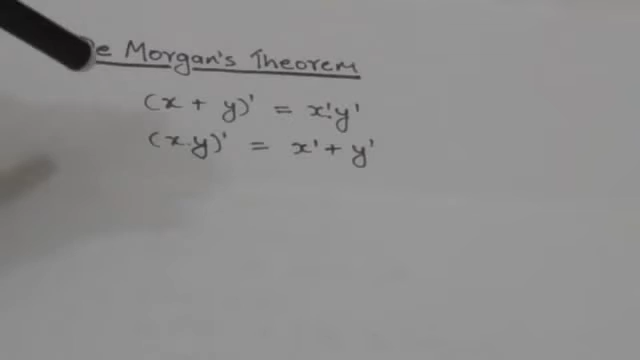 e Morgan's Theorem
(x + y)' = x'.y'
(x.y)' = x' + y'